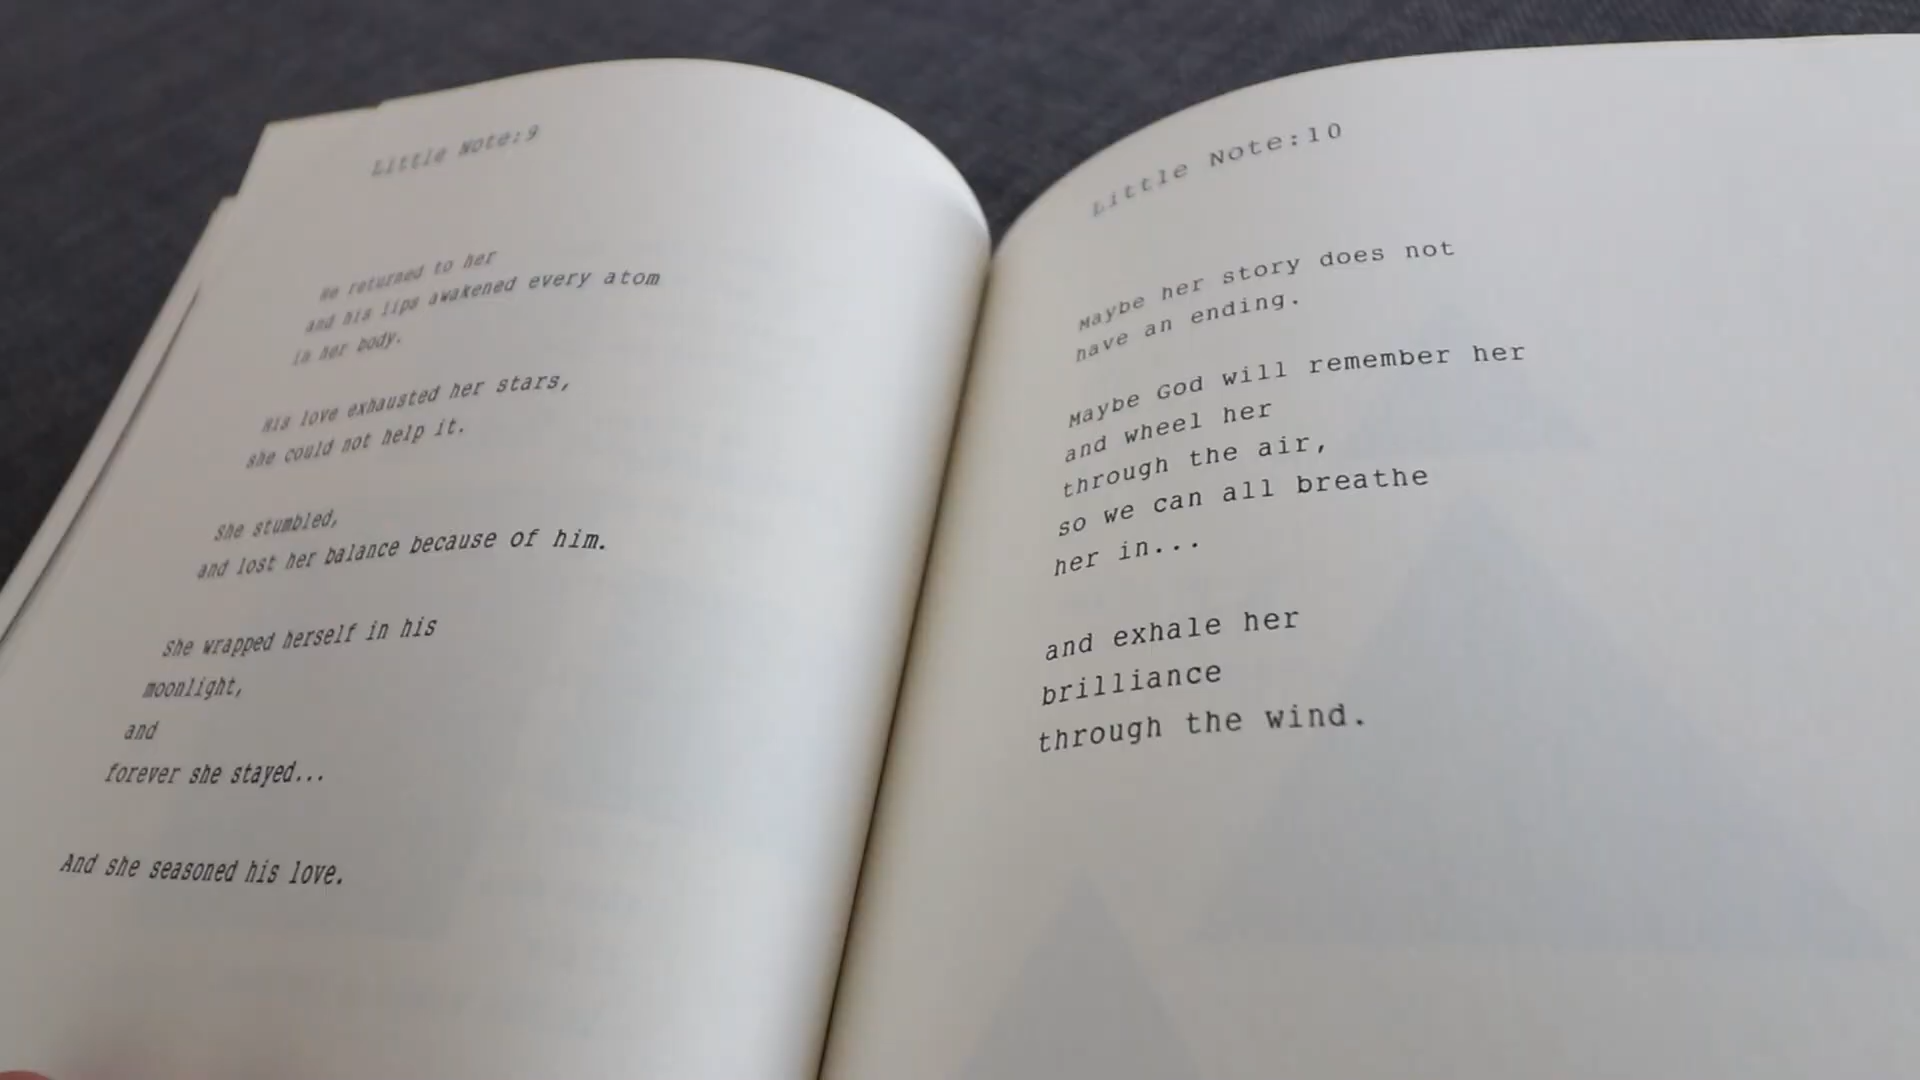 Little Note:9
He returned to her
and his lips awakened every atom
in her body.
His love exhausted her stars,
she could not help it.
She stumbled,
and lost her balance because of him.
She wrapped herself in his
moonlight,
and
forever she stayed...
And she seasoned his love.
Little Note:10
Maybe her story does not
have an ending.
Maybe God will remember her
and wheel her
through the air,
so we can all breathe
her in...
and exhale her
brilliance
through the wind.